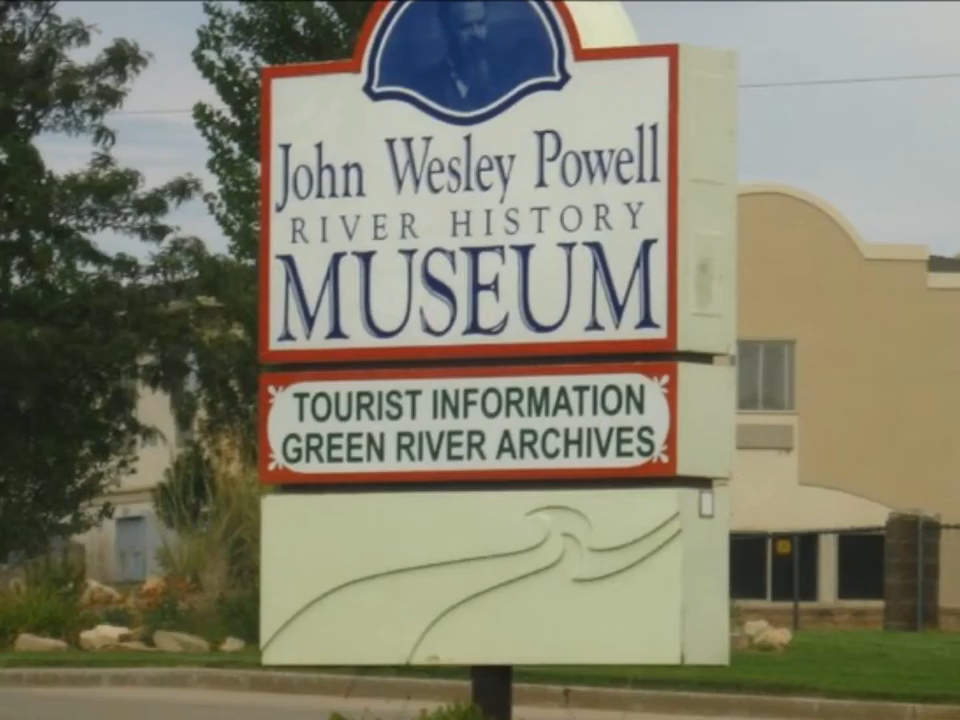 John Wesley Powell
RIVER HISTORY
MUSEUM
TOURIST INFORMATION
GREEN RIVER ARCHIVES